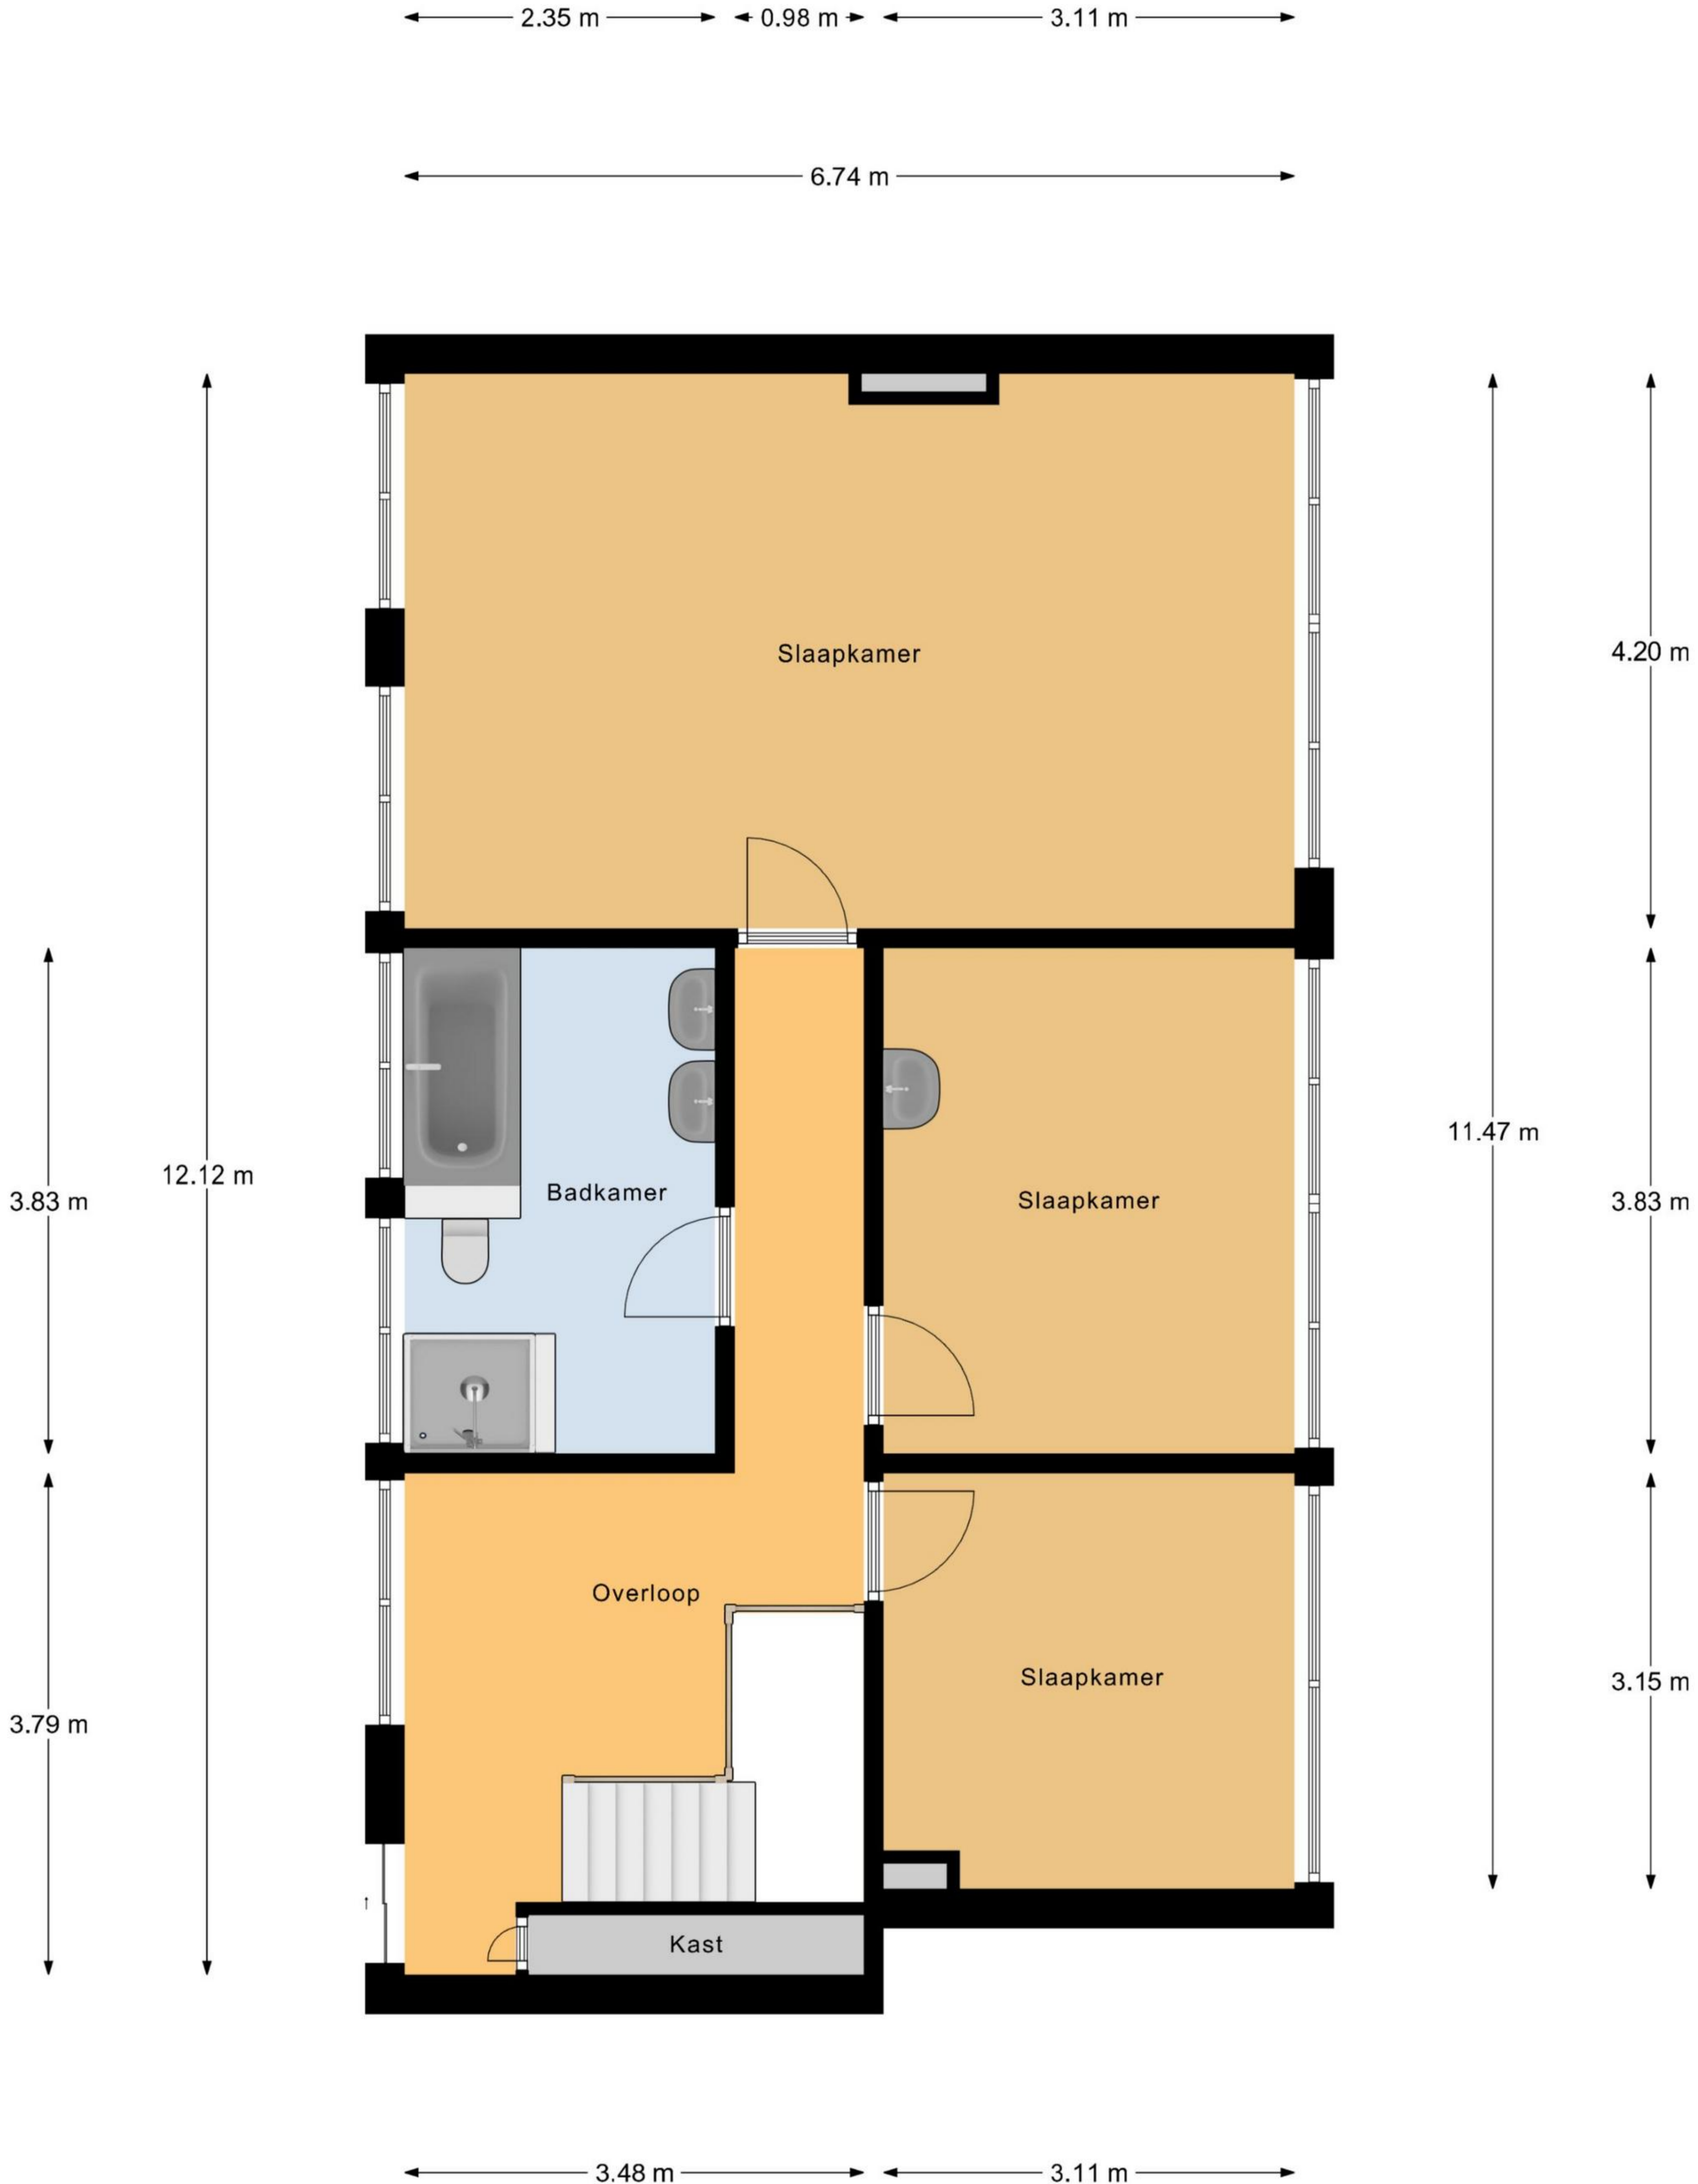 2.35 m 0.98 m 3.11 m
6.74 m
Slaapkamer
4.20 m
11.47 m
12.12 m
Badkamer
Slaapkamer
3.83 m
3.83 m
Overloop
Slaapkamer
3.15 m
3.79 m
Kast
3.48 m 3.11 m